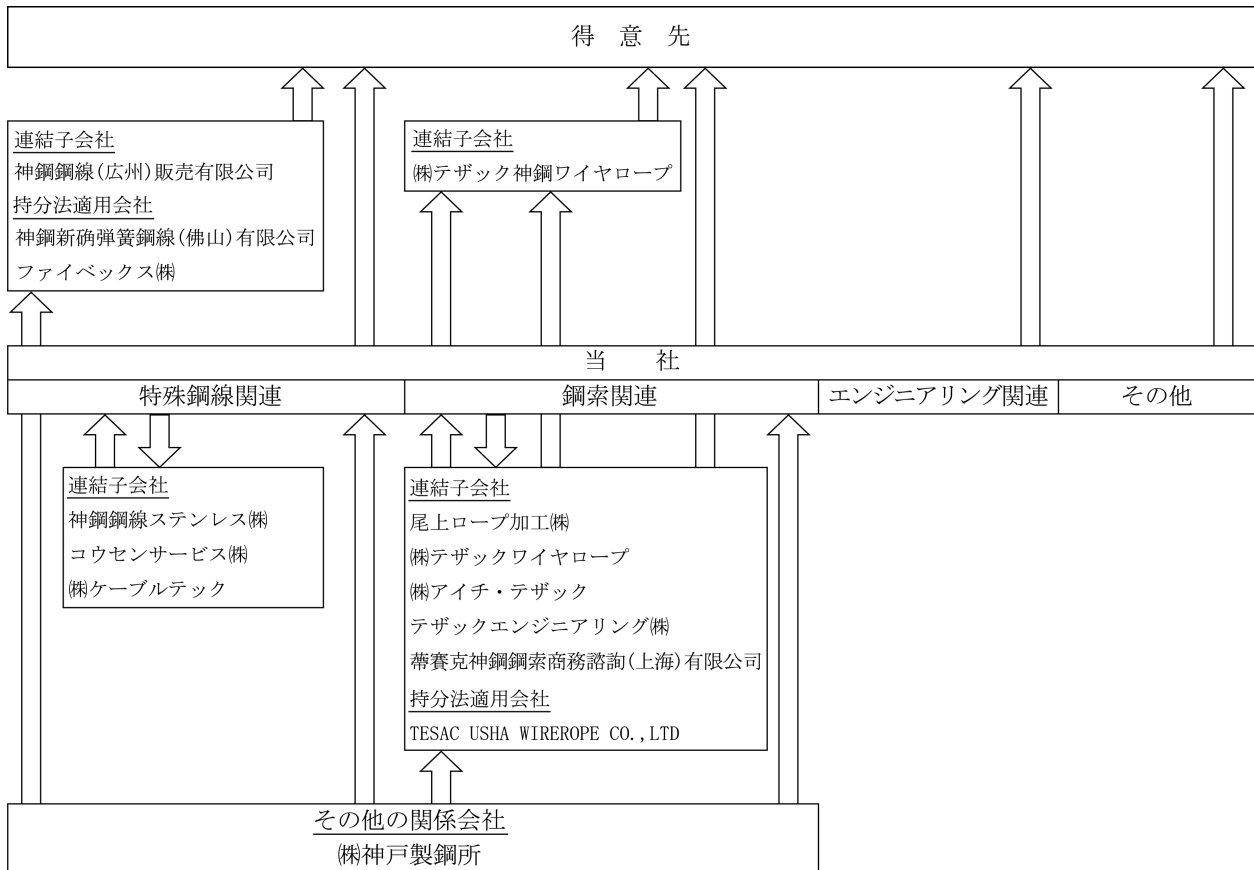 得 意 先
連結子会社
神鋼鋼線(広州)販売有限公司
持分法適用会社
神鋼新确弾簧鋼線(佛山)有限公司
ファイベックス㈱
連結子会社
㈱テザック神鋼ワイヤロープ
当 社
特殊鋼線関連
鋼索関連
エンジニアリング関連
その他
連結子会社
神鋼鋼線ステンレス㈱
コウセンサービス㈱
㈱ケーブルテック
連結子会社
尾上ロープ加工㈱
㈱テザックワイヤロープ
㈱アイチ・テザック
テザックエンジニアリング㈱
蒂賽克神鋼鋼索商務諮詢(上海)有限公司
持分法適用会社
TESAC USHA WIREROPE CO.,LTD
その他の関係会社
㈱神戸製鋼所